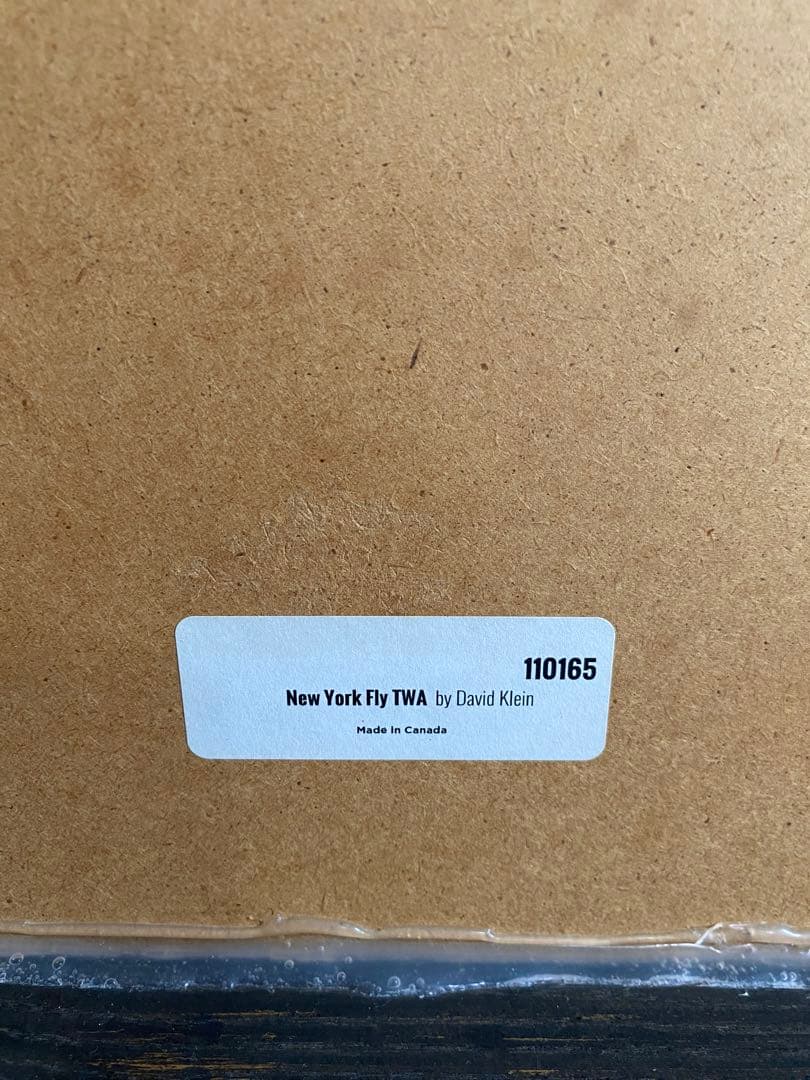 110165
New York Fly TWA by David Klein
Made in Canada